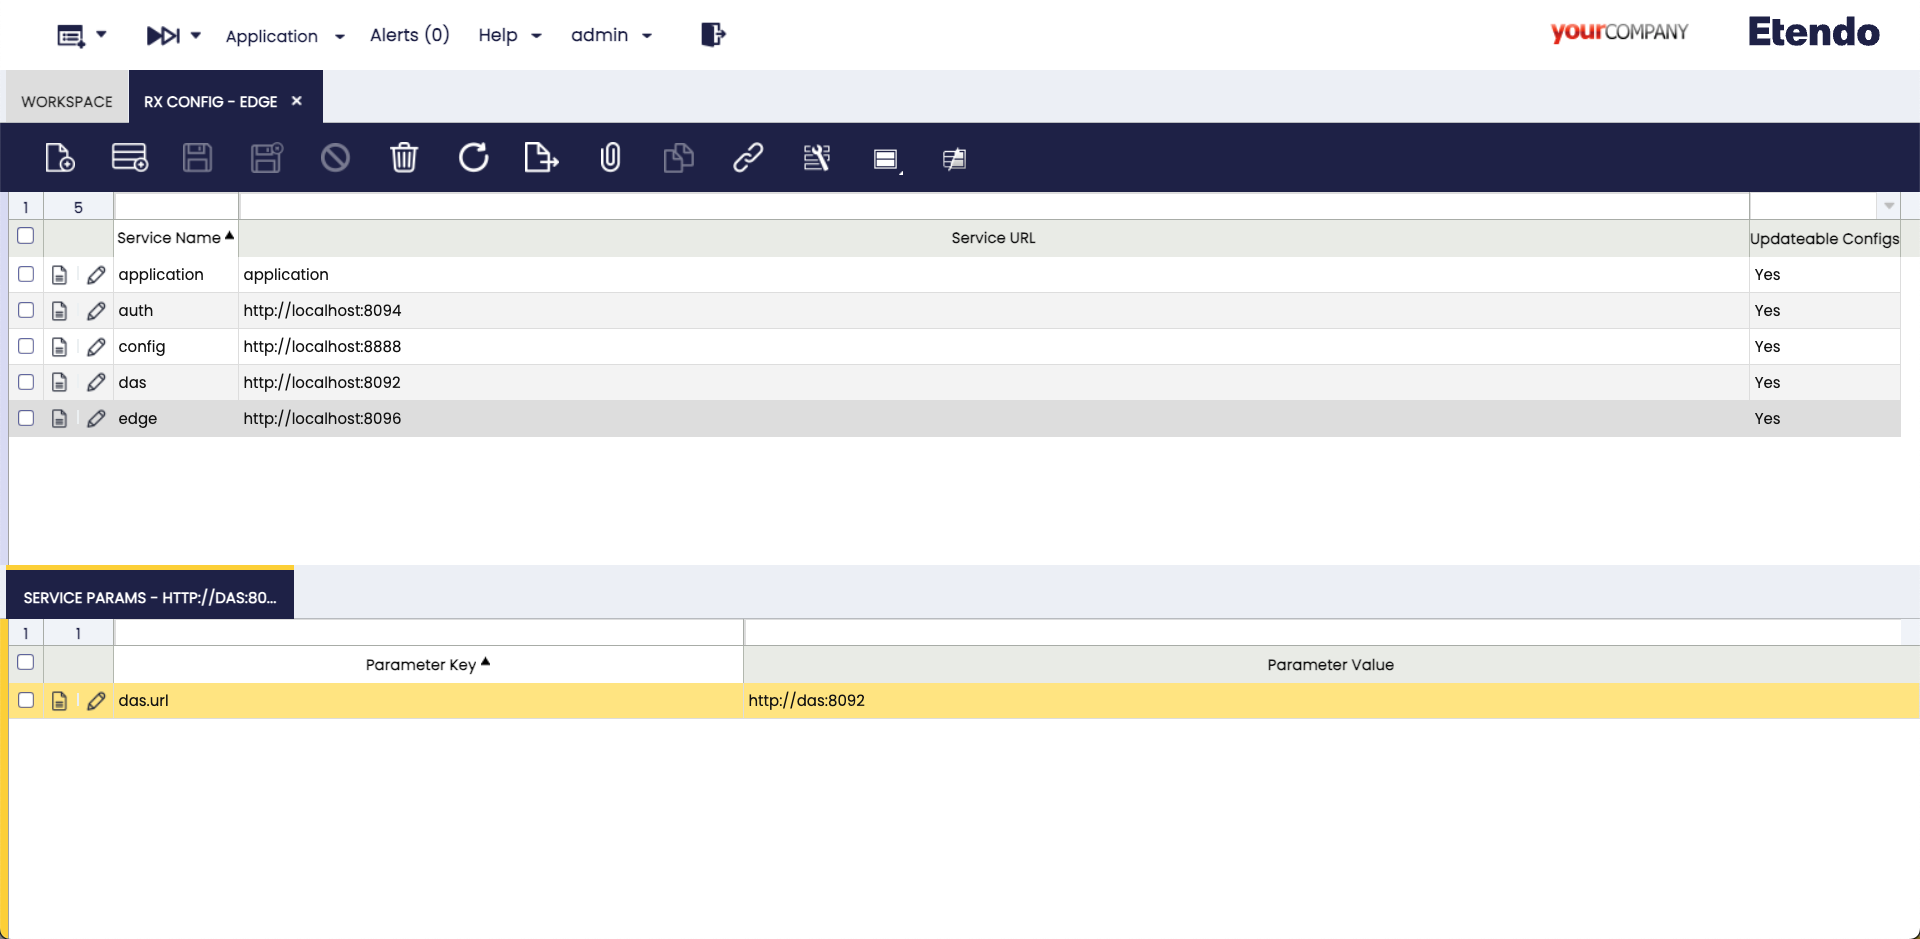 Application Alerts (0) Help admin yourCOMPANY Etendo
WORKSPACE RX CONFIG - EDGE ×
1 5
Service Name Service URL Updateable Configs
application application Yes
auth http://localhost:8094 Yes
config http://localhost:8888 Yes
das http://localhost:8092 Yes
edge http://localhost:8096 Yes
SERVICE PARAMS - HTTP://DAS:80...
1 1
Parameter Key Parameter Value
das.url http://das:8092